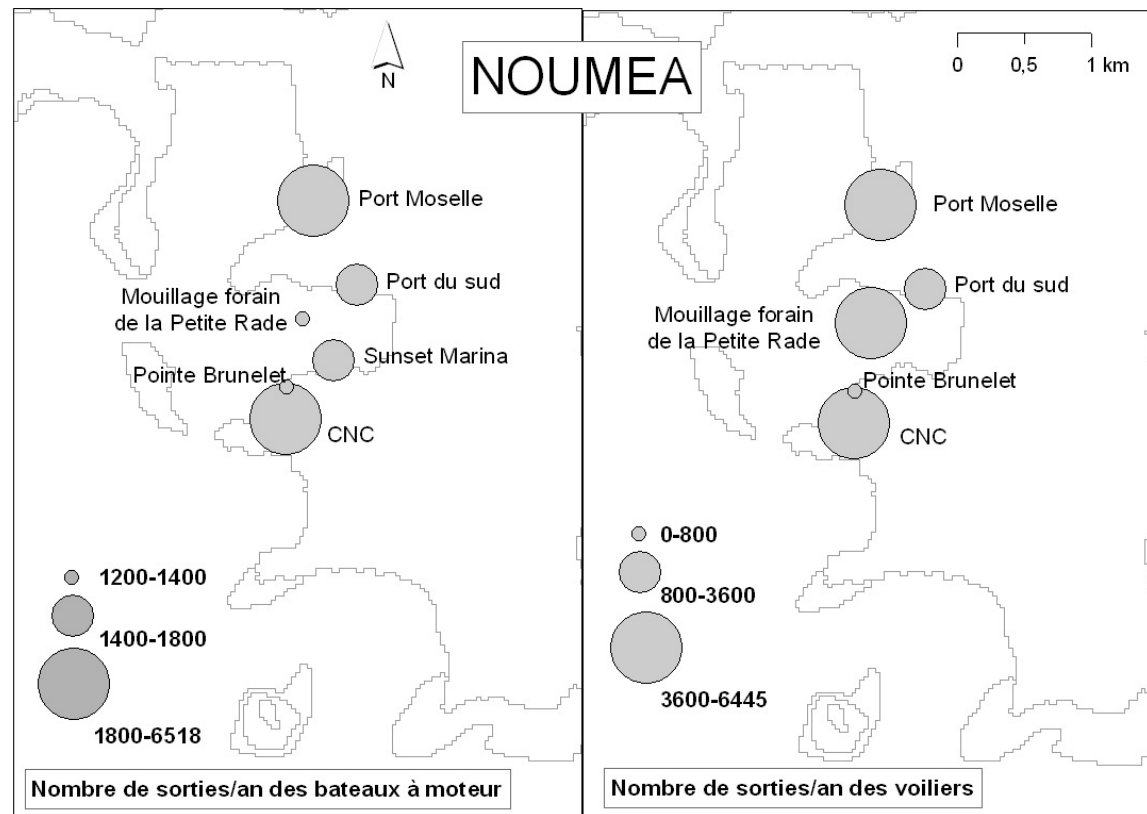 NOUMEA
N
Port Moselle
Port du sud
Mouillage forain
de la Petite Rade
Sunset Marina
Pointe Brunelet
CNC
1200-1400
1400-1800
1800-6518
Nombre de sorties/an des bateaux à moteur
0 0,5 1 km
Port Moselle
Port du sud
Mouillage forain
de la Petite Rade
Pointe Brunelet
CNC
0-800
800-3600
3600-6445
Nombre de sorties/an des voiliers